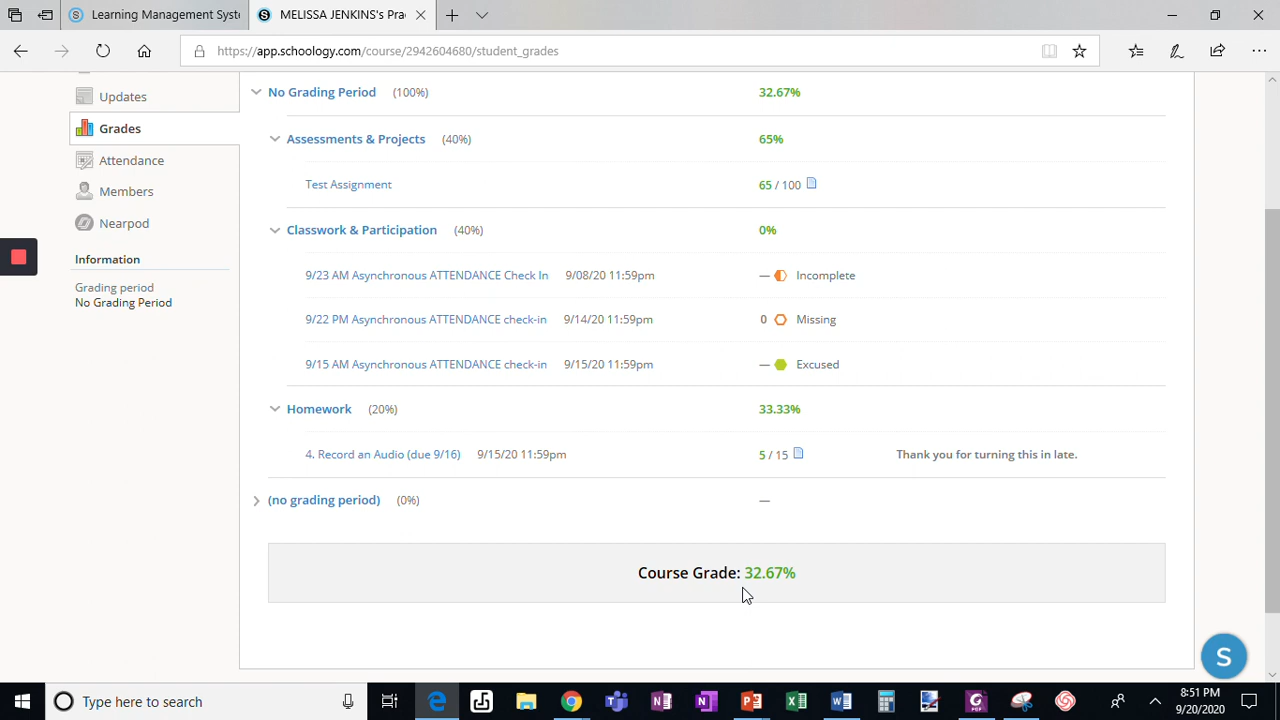 Learning Management Syste
MELISSA JENKINS's Pra
https://app.schoology.com/course/2942604680/student_grades
Updates
Grades
Attendance
Members
Nearpod
Information
Grading period
No Grading Period
No Grading Period (100%) 32.67%
Assessments & Projects (40%) 65%
Test Assignment 65 / 100
Classwork & Participation (40%) 0%
9/23 AM Asynchronous ATTENDANCE Check In 9/08/20 11:59pm — Incomplete
9/22 PM Asynchronous ATTENDANCE check-in 9/14/20 11:59pm 0 Missing
9/15 AM Asynchronous ATTENDANCE check-in 9/15/20 11:59pm — Excused
Homework (20%) 33.33%
4. Record an Audio (due 9/16) 9/15/20 11:59pm 5 / 15 Thank you for turning this in late.
(no grading period) (0%) —
Course Grade: 32.67%
S
Type here to search
8:51 PM
9/20/2020